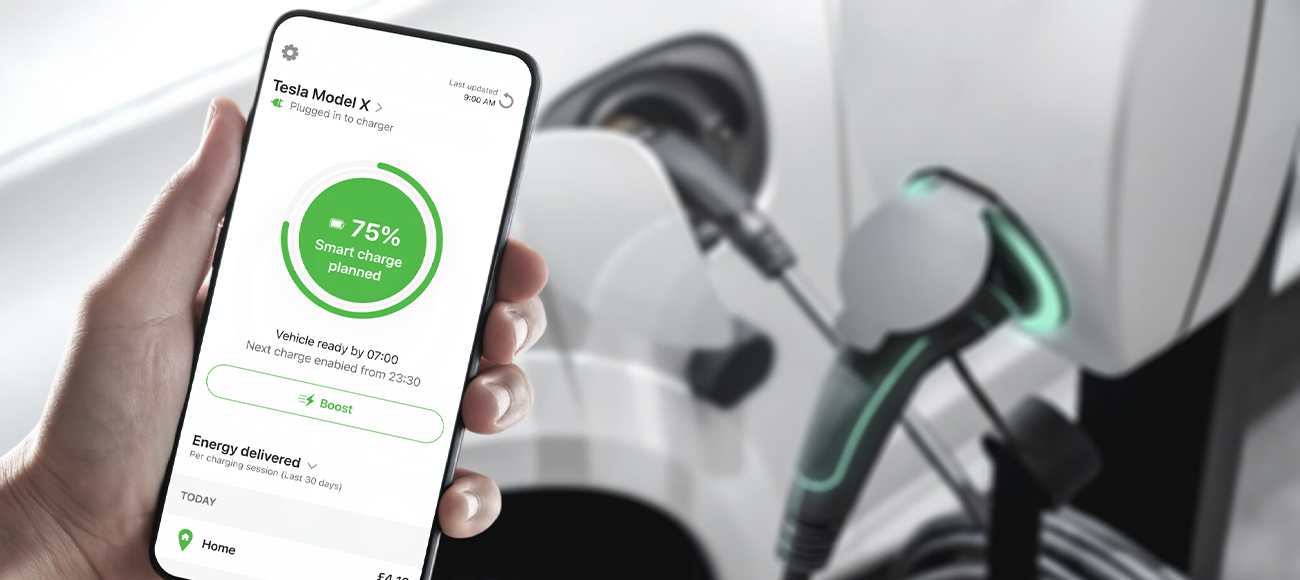 Last updated
9:00 AM
Tesla Model X
Plugged in to charger
75%
Smart charge
planned
Vehicle ready by 07:00
Next charge enabled from 23:30
Boost
Energy delivered
Per charging session (Last 30 days)
TODAY
Home